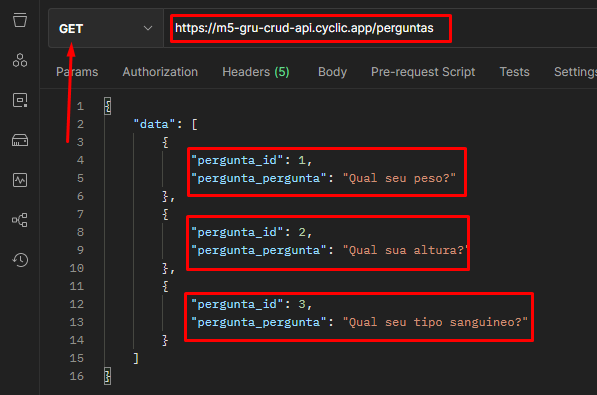 GET https://m5-gru-crud-api.cyclic.app/perguntas
Params Authorization Headers (5) Body Pre-request Script Tests Settings
1 {
2 "data": [
3 {
4 "pergunta_id": 1,
5 "pergunta_pergunta": "Qual seu peso?"
6 },
7 {
8 "pergunta_id": 2,
9 "pergunta_pergunta": "Qual sua altura?"
10 },
11 {
12 "pergunta_id": 3,
13 "pergunta_pergunta": "Qual seu tipo sanguineo?"
14 }
15 ]
16 }